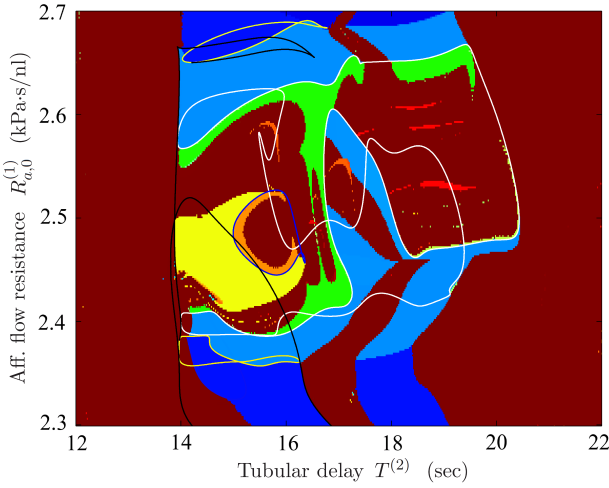 2.7
2.6
2.5
2.4
2.3
Aff. flow resistance R_{a,0}^{(1)} (kPa·s/nl)
12 14 16 18 20 22
Tubular delay T^{(2)} (sec)